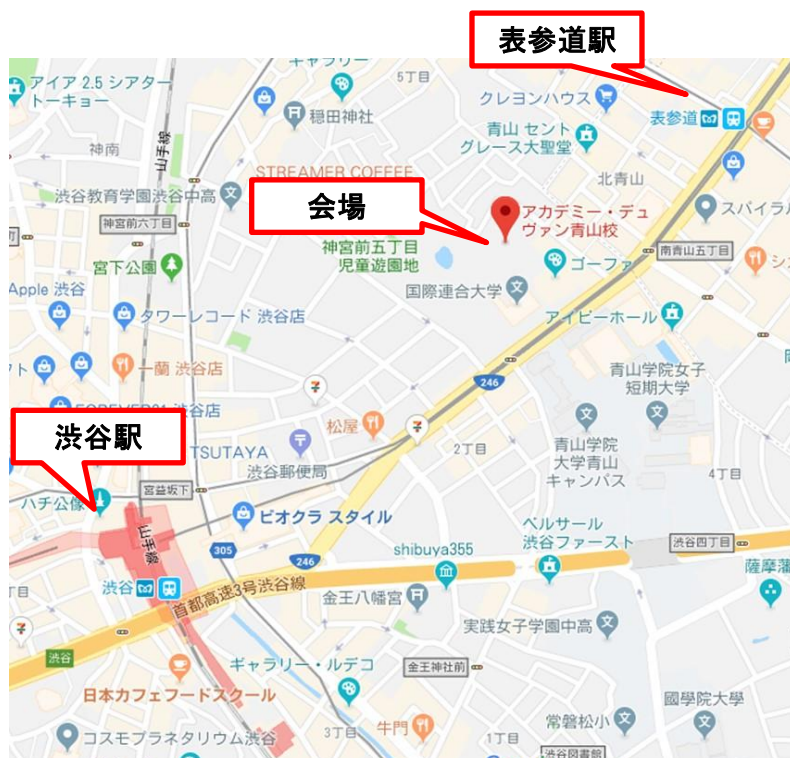 表参道駅
アイア 2.5 シアター
トーキョー
ギャラリー
5丁目
クレヨンハウス
表参道
穏田神社
青山 セント
グレース大聖堂
神南
山手線
STREAMER COFFEE
北青山
渋谷教育学園渋谷中高
会場
アカデミー・デュ
ヴァン青山校
スパイラル
神宮前六丁目
神宮前五丁目
児童遊園地
南青山五丁目
宮下公園
ゴーファ
Apple 渋谷
国際連合大学
タワーレコード 渋谷店
アイビーホール
一蘭 渋谷店
246
青山学院女子
短期大学
渋谷店
松屋
渋谷駅
TSUTAYA
2丁目
青山学院
大学青山
キャンパス
渋谷郵便局
4丁目
宮益坂下
ハチ公像
ビオクラ スタイル
山手線
305
246
shibuya355
ベルサール
渋谷ファースト
渋谷四丁目
渋谷
首都高速3号渋谷線
金王八幡宮
薩摩藩
実践女子学園中高
渋谷
ギャラリー・ルデコ
金王神社前
日本カフェフードスクール
國學院大學
牛門
常磐松小
コスモプラネタリウム渋谷
3丁目
1丁目
渋谷図書館